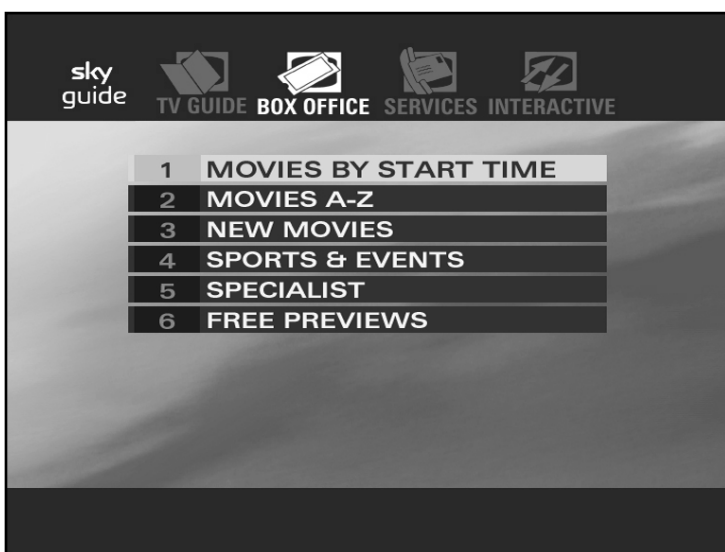 sky
guide
TV GUIDE BOX OFFICE SERVICES INTERACTIVE
1 MOVIES BY START TIME
2 MOVIES A-Z
3 NEW MOVIES
4 SPORTS & EVENTS
5 SPECIALIST
6 FREE PREVIEWS